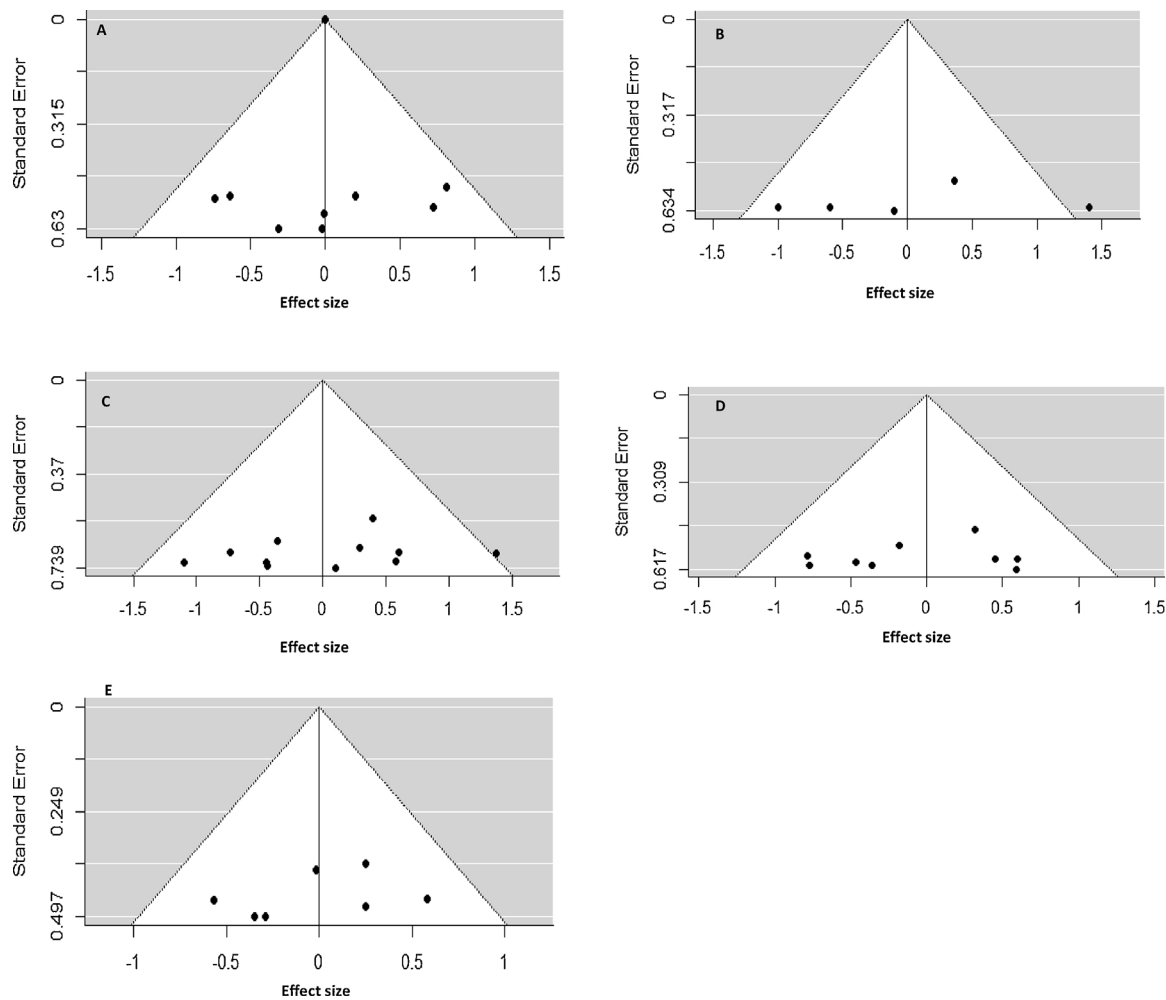 A
Standard Error
0
0.315
0.63
-1.5 -1 -0.5 0 0.5 1 1.5
Effect size
B
Standard Error
0
0.317
0.634
-1.5 -1 -0.5 0 0.5 1 1.5
Effect size
C
Standard Error
0
0.37
0.739
-1.5 -1 -0.5 0 0.5 1 1.5
Effect size
D
Standard Error
0
0.309
0.617
-1.5 -1 -0.5 0 0.5 1 1.5
Effect size
E
Standard Error
0
0.249
0.497
-1 -0.5 0 0.5 1
Effect size